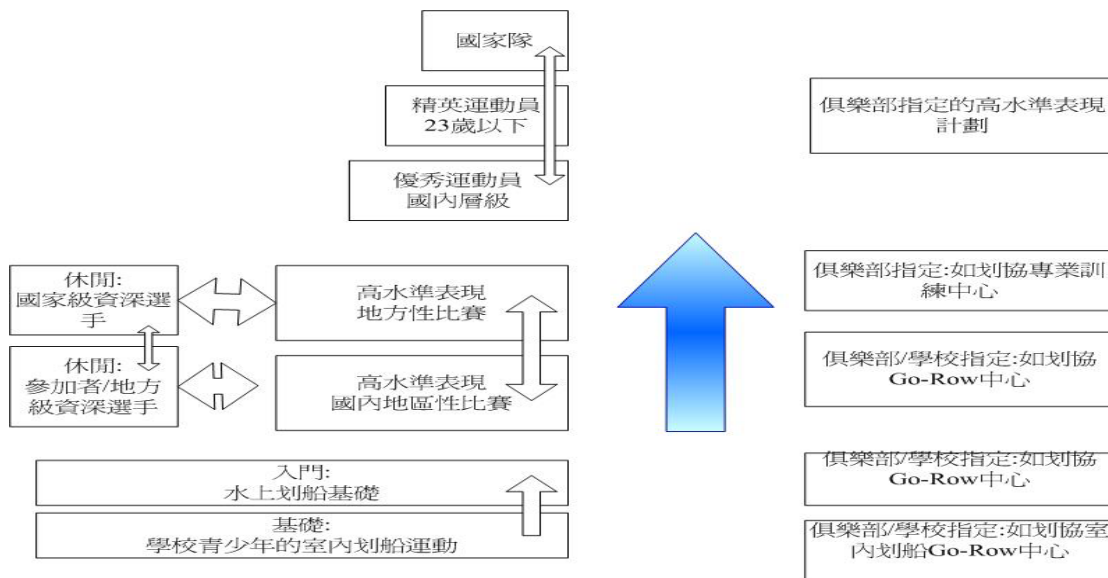 國家隊
精英運動員
23歲以下
俱樂部指定的高水準表現
計劃
優秀運動員
國內層級
休閒:
國家級資深選
手
高水準表現
地方性比賽
俱樂部指定:如划協專業訓
練中心
休閒:
參加者/地方
級資深選手
高水準表現
國內地區性比賽
俱樂部/學校指定:如划協
Go-Row中心
入門:
水上划船基礎
俱樂部/學校指定:如划協
Go-Row中心
基礎:
學校青少年的室內划船運動
俱樂部/學校指定:如划協室
內划船Go-Row中心